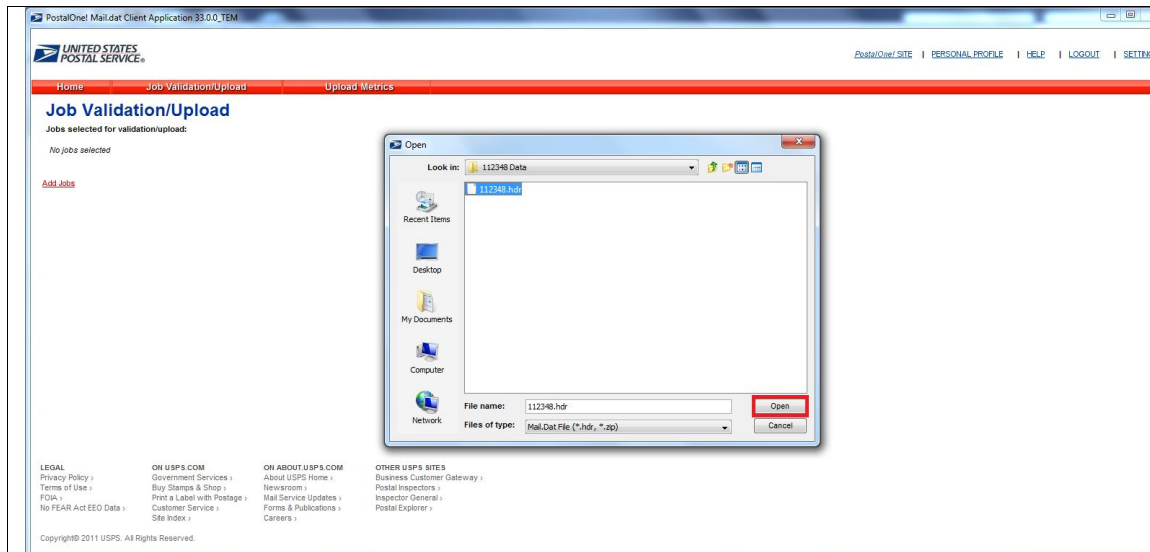 PostalOne! Mail.dat Client Application 33.0.0_TEM
UNITED STATES
POSTAL SERVICE®
PostalOne! SITE | PERSONAL PROFILE | HELP | LOGOUT | SETTIN
Home Job Validation/Upload Upload Metrics
Job Validation/Upload
Jobs selected for validation/upload:
No jobs selected
Add Jobs
Open
Look in: 112348 Data
112348.hdr
Recent Items
Desktop
My Documents
Computer
Network
File name: 112348.hdr Open
Files of type: Mail.Dat File (*.hdr, *.zip) Cancel
LEGAL
Privacy Policy ›
Terms of Use ›
FOIA ›
No FEAR Act EEO Data ›
ON USPS.COM
Government Services ›
Buy Stamps & Shop ›
Print a Label with Postage ›
Customer Service ›
Site Index ›
ON ABOUT.USPS.COM
About USPS Home ›
Newsroom ›
Mail Service Updates ›
Forms & Publications ›
Careers ›
OTHER USPS SITES
Business Customer Gateway ›
Postal Inspectors ›
Inspector General ›
Postal Explorer ›
Copyright© 2011 USPS. All Rights Reserved.